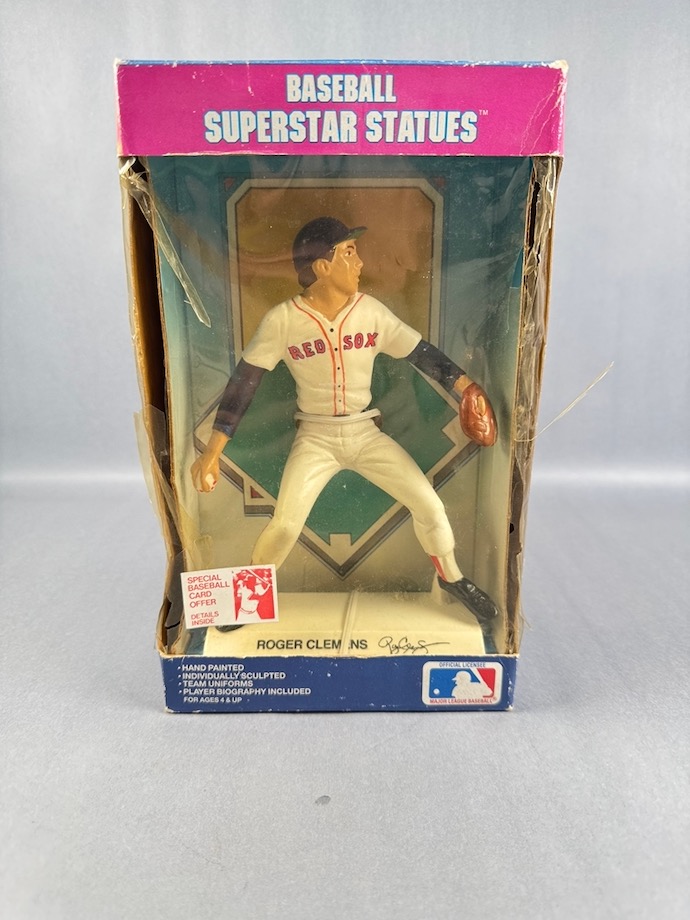 BASEBALL
SUPERSTAR STATUES™
RED SOX
SPECIAL
BASEBALL
CARD
OFFER
DETAILS
INSIDE
ROGER CLEMENS
• HAND PAINTED
• INDIVIDUALLY SCULPTED
• TEAM UNIFORMS
• PLAYER BIOGRAPHY INCLUDED
FOR AGES 4 & UP
OFFICIAL LICENSEE
MAJOR LEAGUE BASEBALL